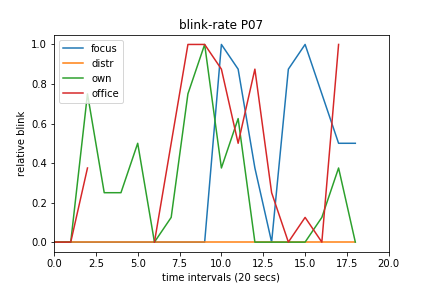 blink-rate P07
relative blink
1.0
0.8
0.6
0.4
0.2
0.0
focus
distr
own
office
0.0 2.5 5.0 7.5 10.0 12.5 15.0 17.5 20.0
time intervals (20 secs)